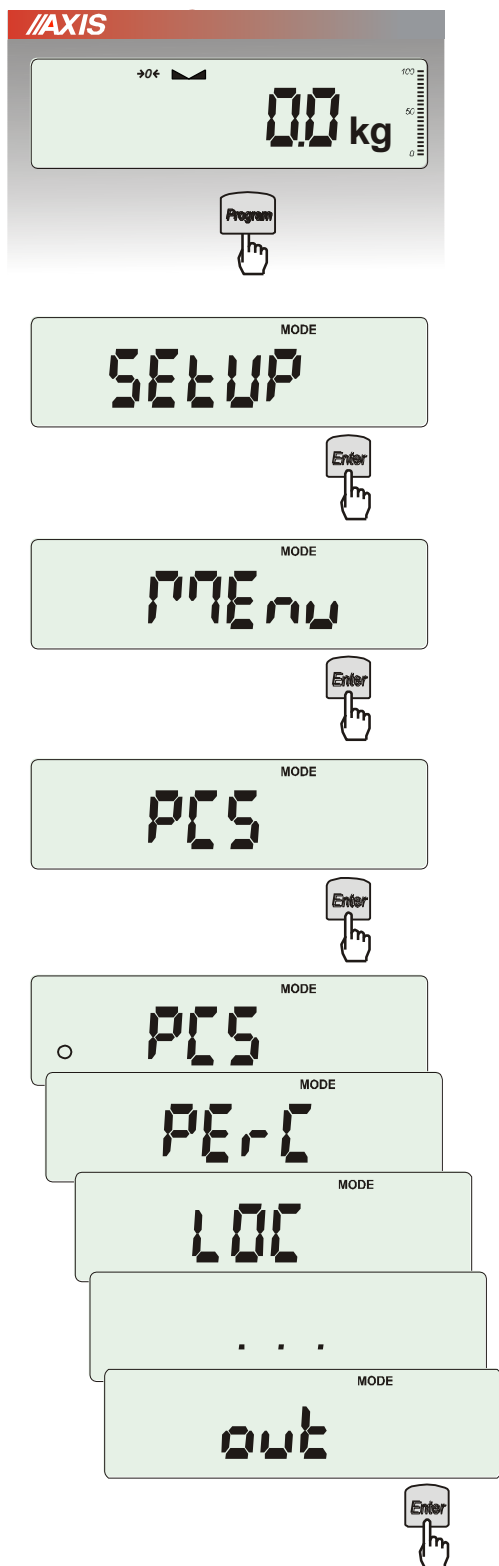 //AXIS
→0←
100
0.0 kg
50
0
Program
MODE
SEtUP
Enter
MODE
MEnu
Enter
MODE
PCS
Enter
MODE
PCS
MODE
PErC
MODE
LOC
. . .
MODE
out
Enter